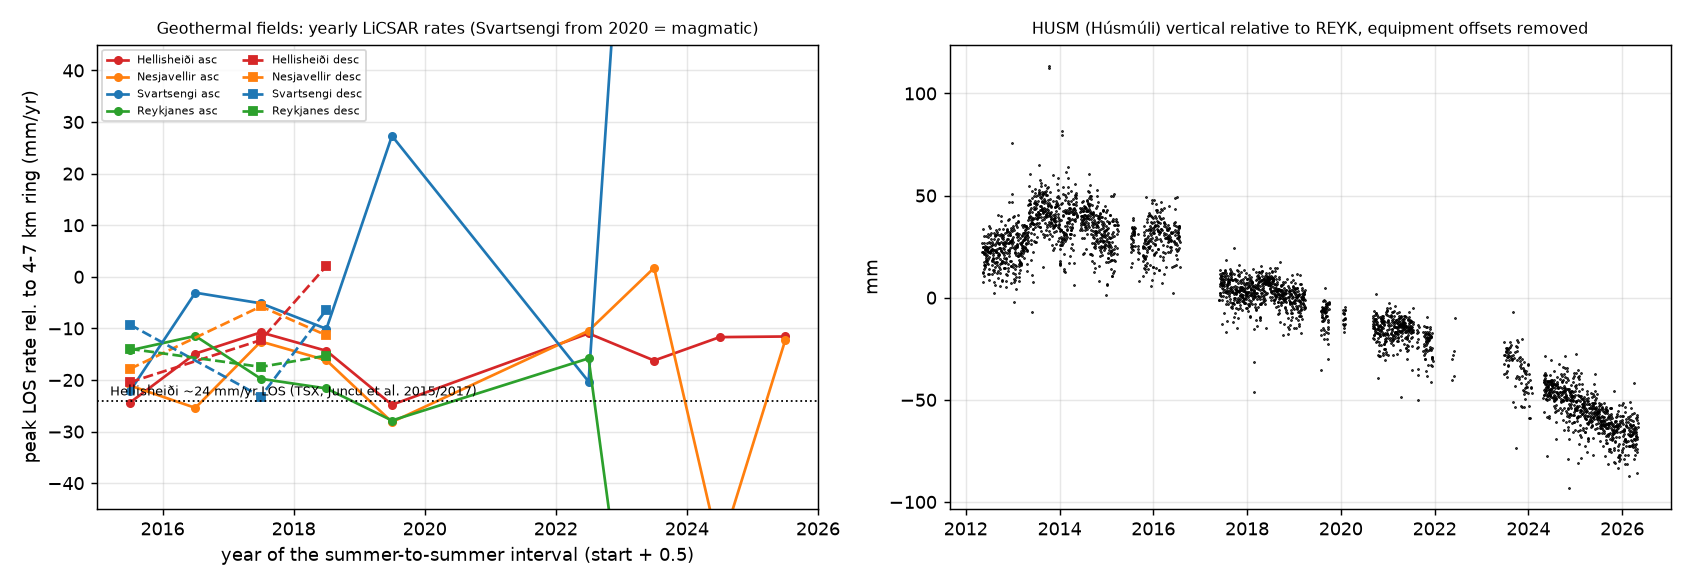 Geothermal fields: yearly LiCSAR rates (Svartsengi from 2020 = magmatic)
peak LOS rate rel. to 4-7 km ring (mm/yr)
40
30
20
10
0
−10
−20
−30
−40
Hellisheiði asc
Nesjavellir asc
Svartsengi asc
Reykjanes asc
Hellisheiði desc
Nesjavellir desc
Svartsengi desc
Reykjanes desc
Hellisheiði ~24 mm/yr LOS (TSX, Juncu et al. 2015/2017)
2016 2018 2020 2022 2024 2026
year of the summer-to-summer interval (start + 0.5)
HUSM (Húsmúli) vertical relative to REYK, equipment offsets removed
mm
100
50
0
−50
−100
2012 2014 2016 2018 2020 2022 2024 2026